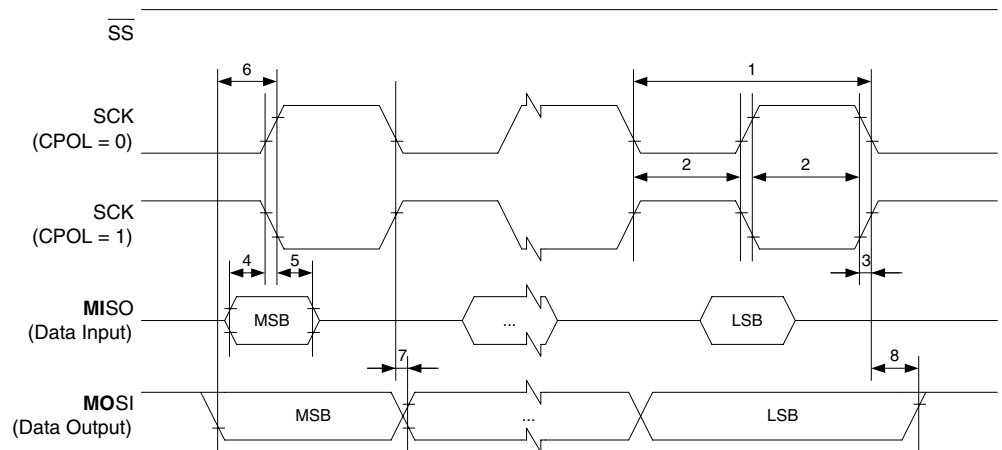 SS
6
1
SCK
(CPOL = 0)
2
2
SCK
(CPOL = 1)
4
5
3
MISO
(Data Input)
MSB
...
LSB
7
8
MOSI
(Data Output)
MSB
...
LSB